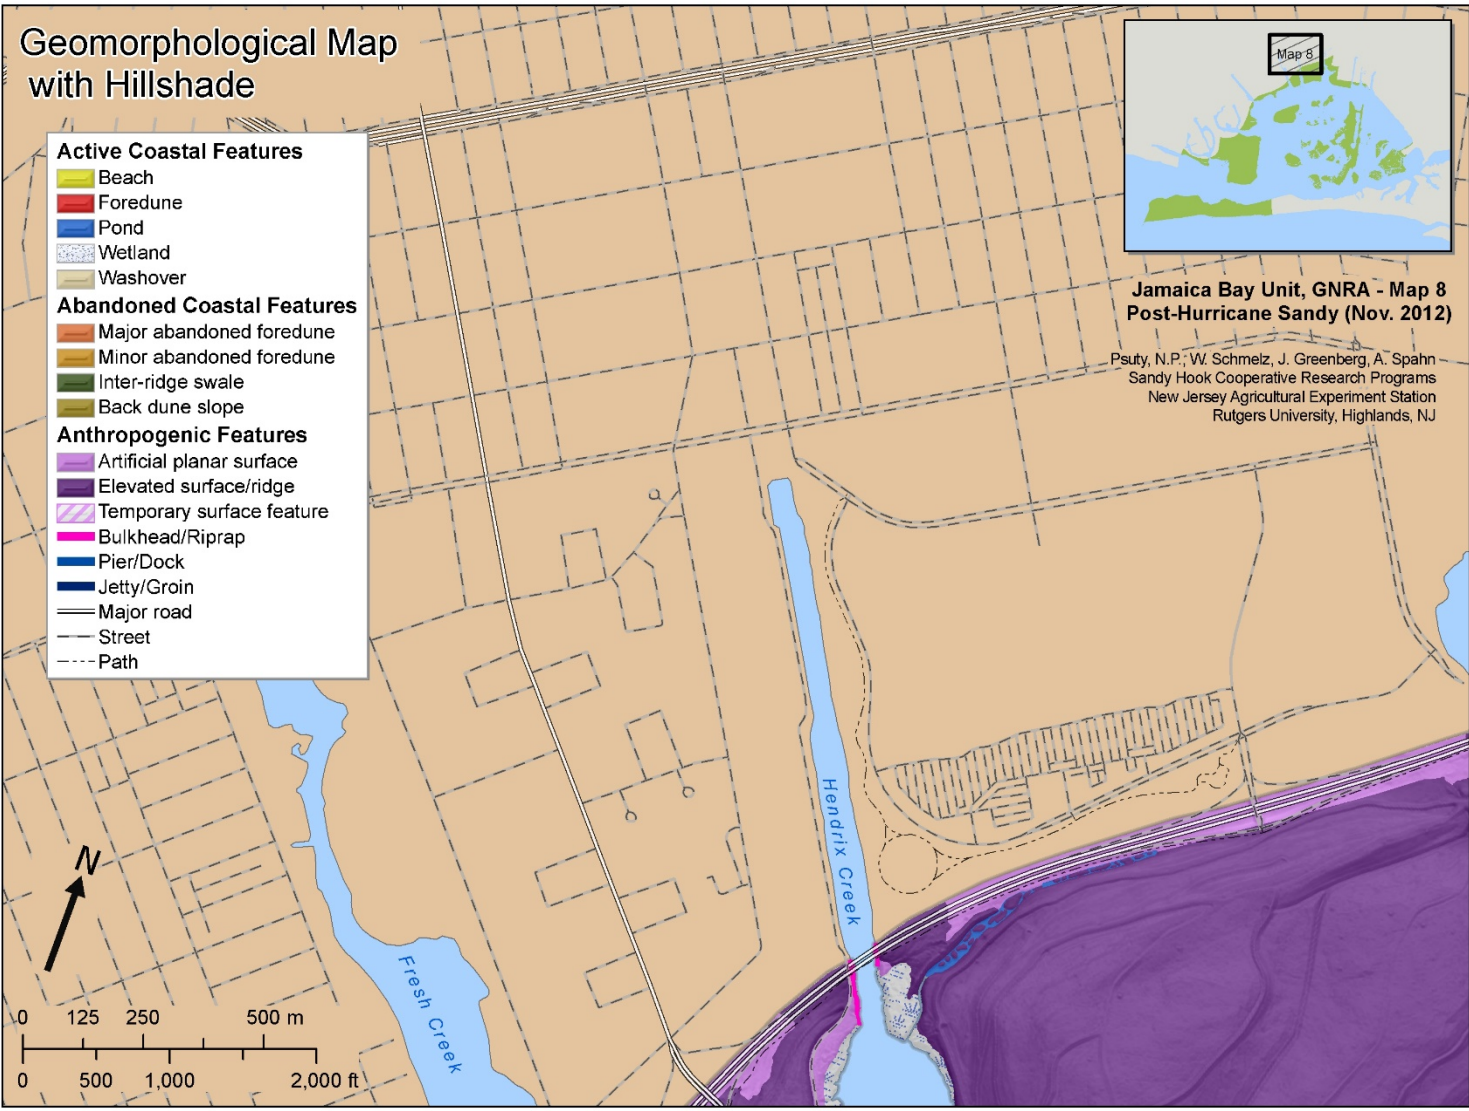 Geomorphological Map
with Hillshade
Active Coastal Features
Beach
Foredune
Pond
Wetland
Washover
Abandoned Coastal Features
Major abandoned foredune
Minor abandoned foredune
Inter-ridge swale
Back dune slope
Anthropogenic Features
Artificial planar surface
Elevated surface/ridge
Temporary surface feature
Bulkhead/Riprap
Pier/Dock
Jetty/Groin
Major road
Street
Path
Map 8
Jamaica Bay Unit, GNRA - Map 8
Post-Hurricane Sandy (Nov. 2012)
Psuty, N.P., W. Schmelz, J. Greenberg, A. Spahn
Sandy Hook Cooperative Research Programs
New Jersey Agricultural Experiment Station
Rutgers University, Highlands, NJ
Hendrix Creek
Fresh Creek
N
0 125 250 500 m
0 500 1,000 2,000 ft